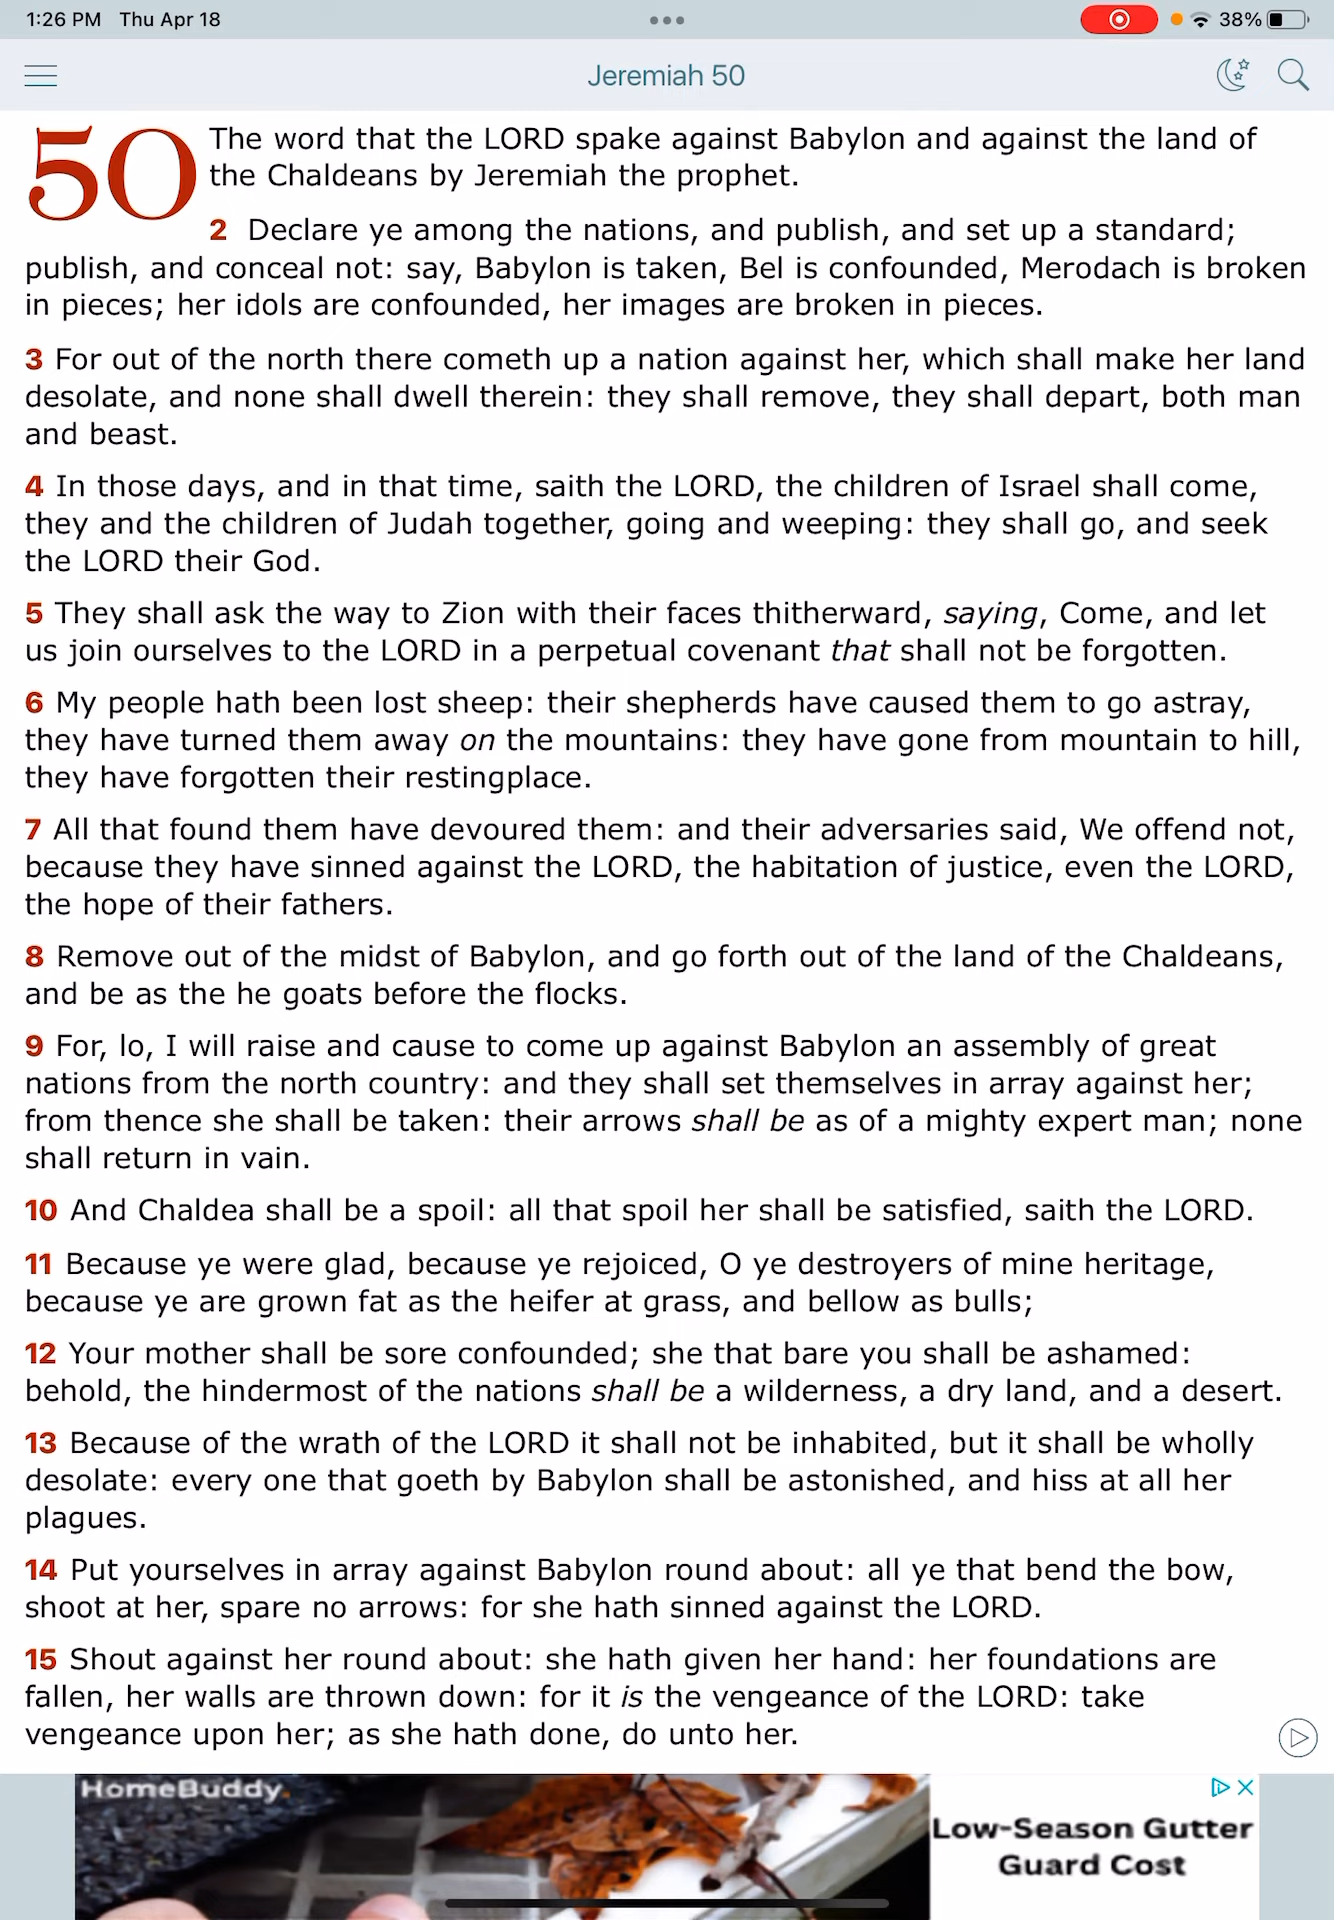 1:26 PM Thu Apr 18
38%
Jeremiah 50
50 The word that the LORD spake against Babylon and against the land of
the Chaldeans by Jeremiah the prophet.
2 Declare ye among the nations, and publish, and set up a standard;
publish, and conceal not: say, Babylon is taken, Bel is confounded, Merodach is broken
in pieces; her idols are confounded, her images are broken in pieces.
3 For out of the north there cometh up a nation against her, which shall make her land
desolate, and none shall dwell therein: they shall remove, they shall depart, both man
and beast.
4 In those days, and in that time, saith the LORD, the children of Israel shall come,
they and the children of Judah together, going and weeping: they shall go, and seek
the LORD their God.
5 They shall ask the way to Zion with their faces thitherward, saying, Come, and let
us join ourselves to the LORD in a perpetual covenant that shall not be forgotten.
6 My people hath been lost sheep: their shepherds have caused them to go astray,
they have turned them away on the mountains: they have gone from mountain to hill,
they have forgotten their restingplace.
7 All that found them have devoured them: and their adversaries said, We offend not,
because they have sinned against the LORD, the habitation of justice, even the LORD,
the hope of their fathers.
8 Remove out of the midst of Babylon, and go forth out of the land of the Chaldeans,
and be as the he goats before the flocks.
9 For, lo, I will raise and cause to come up against Babylon an assembly of great
nations from the north country: and they shall set themselves in array against her;
from thence she shall be taken: their arrows shall be as of a mighty expert man; none
shall return in vain.
10 And Chaldea shall be a spoil: all that spoil her shall be satisfied, saith the LORD.
11 Because ye were glad, because ye rejoiced, O ye destroyers of mine heritage,
because ye are grown fat as the heifer at grass, and bellow as bulls;
12 Your mother shall be sore confounded; she that bare you shall be ashamed:
behold, the hindermost of the nations shall be a wilderness, a dry land, and a desert.
13 Because of the wrath of the LORD it shall not be inhabited, but it shall be wholly
desolate: every one that goeth by Babylon shall be astonished, and hiss at all her
plagues.
14 Put yourselves in array against Babylon round about: all ye that bend the bow,
shoot at her, spare no arrows: for she hath sinned against the LORD.
15 Shout against her round about: she hath given her hand: her foundations are
fallen, her walls are thrown down: for it is the vengeance of the LORD: take
vengeance upon her; as she hath done, do unto her.
HomeBuddy.
Low-Season Gutter
Guard Cost